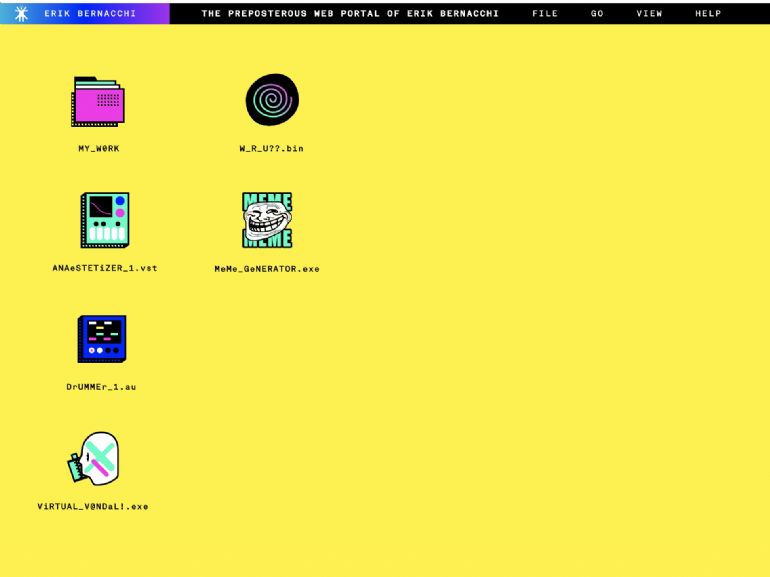 ERIK BERNACCHI
THE PREPOSTEROUS WEB PORTAL OF ERIK BERNACCHI
FILE
GO
VIEW
HELP
MY_W0RK
W_R_U??.bin
MEME
MEME
ANAeSTETiZER_1.vst
MeMe_GeNERATOR.exe
DrUMMEr_1.au
ViRTUAL_V@NDaL!.exe